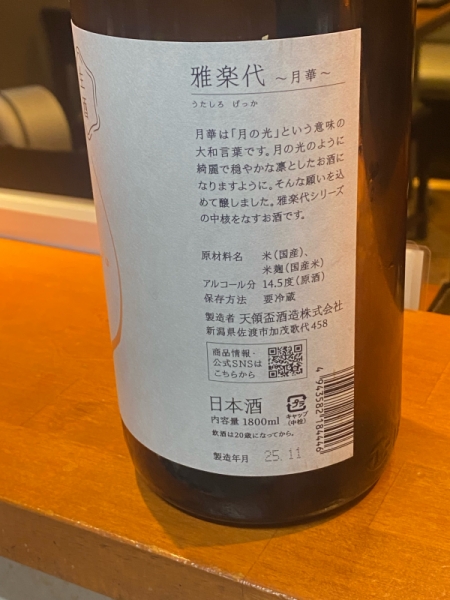 雅楽代 ～月華～
うたしろ げっか
月華は「月の光」という意味の
大和言葉です。月の光のように
綺麗で穏やかな凛としたお酒に
なりますように。そんな願いを込
めて醸しました。雅楽代シリーズ
の中核をなすお酒です。
原材料名 米（国産）、
米麹（国産米）
アルコール分 14.5度（原酒）
保存方法 要冷蔵
製造者 天領盃酒造株式会社
新潟県佐渡市加茂歌代458
商品情報・
公式SNSは
こちらから
日本酒
内容量 1800ml
キャップ
（中栓）
飲酒は20歳になってから。
製造年月 25.11
4943582184446